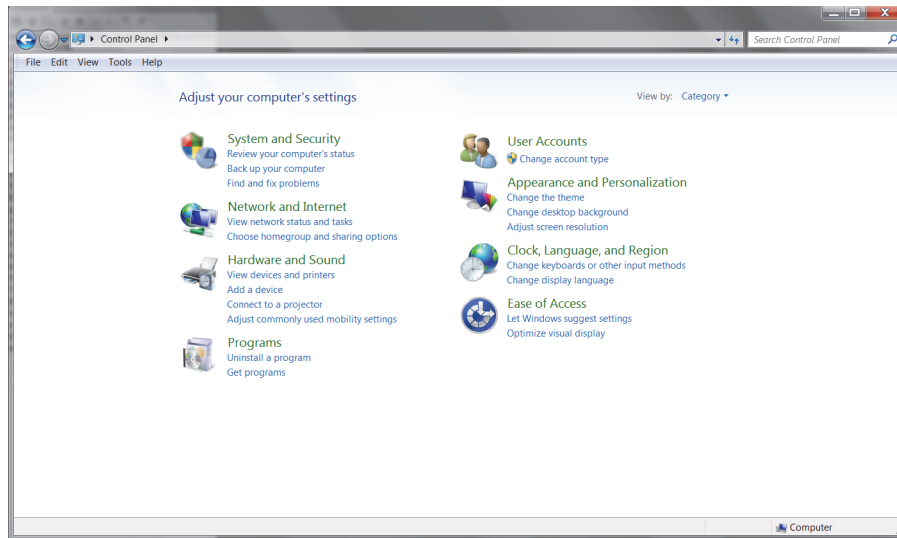 Control Panel
Search Control Panel
File Edit View Tools Help
Adjust your computer's settings
View by: Category
System and Security
Review your computer's status
Back up your computer
Find and fix problems
Network and Internet
View network status and tasks
Choose homegroup and sharing options
Hardware and Sound
View devices and printers
Add a device
Connect to a projector
Adjust commonly used mobility settings
Programs
Uninstall a program
Get programs
User Accounts
Change account type
Appearance and Personalization
Change the theme
Change desktop background
Adjust screen resolution
Clock, Language, and Region
Change keyboards or other input methods
Change display language
Ease of Access
Let Windows suggest settings
Optimize visual display
Computer